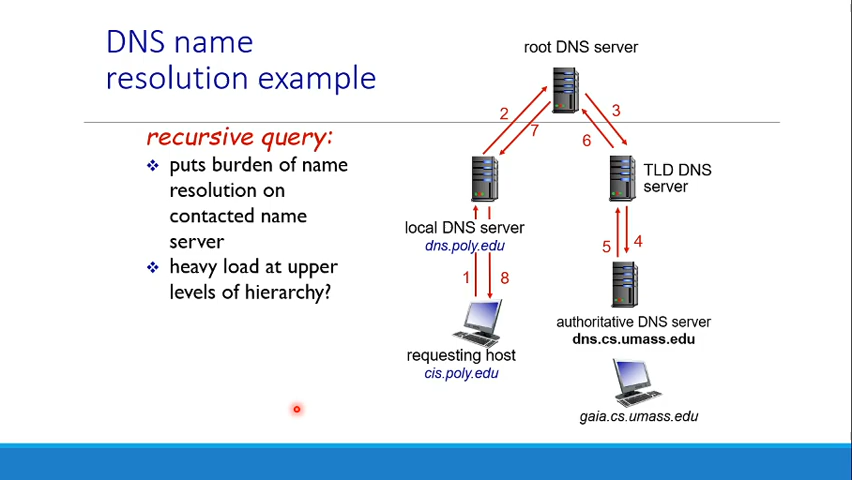 DNS name
resolution example
recursive query:
❖ puts burden of name
resolution on
contacted name
server
❖ heavy load at upper
levels of hierarchy?
root DNS server
2
3
7
6
TLD DNS
server
local DNS server
dns.poly.edu
5
4
1
8
authoritative DNS server
dns.cs.umass.edu
requesting host
cis.poly.edu
gaia.cs.umass.edu